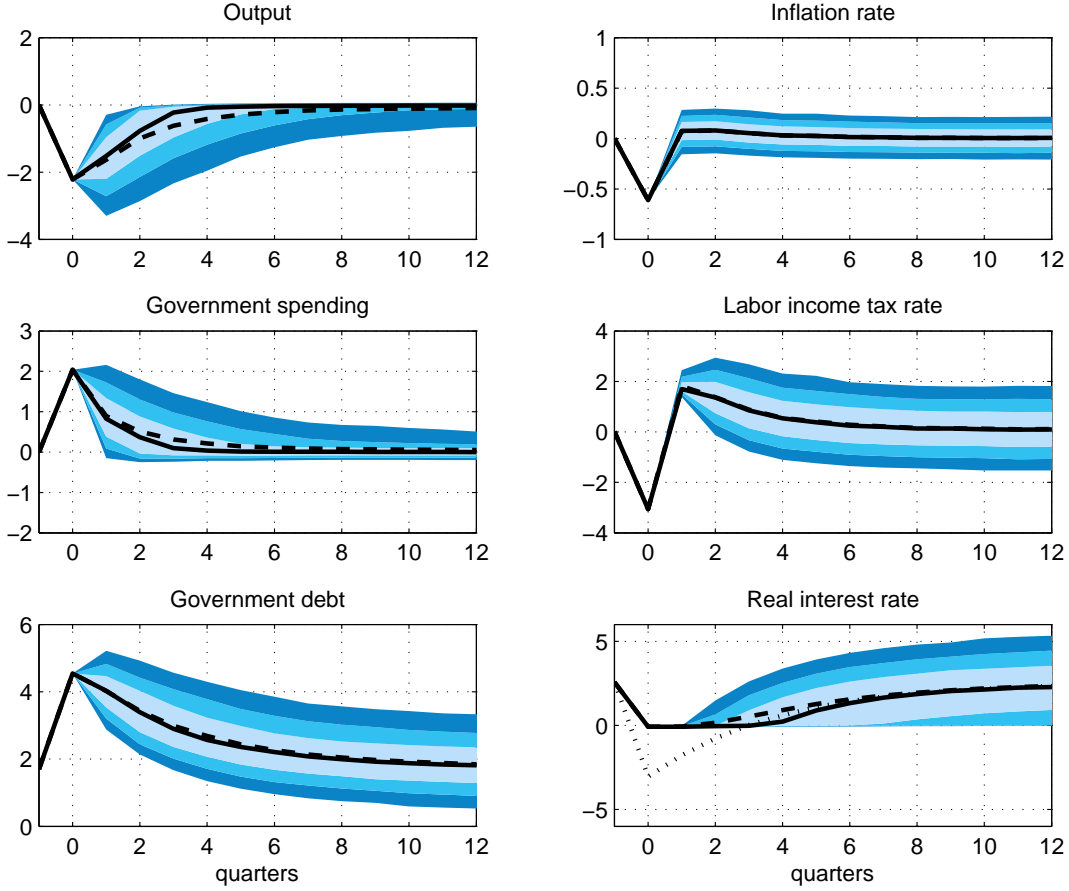 Output
2
0
−2
−4
0 2 4 6 8 10 12
Inflation rate
1
0.5
0
−0.5
−1
0 2 4 6 8 10 12
Government spending
3
2
1
0
−1
−2
0 2 4 6 8 10 12
Labor income tax rate
4
2
0
−2
−4
0 2 4 6 8 10 12
Government debt
6
4
2
0
0 2 4 6 8 10 12
quarters
Real interest rate
5
0
−5
0 2 4 6 8 10 12
quarters